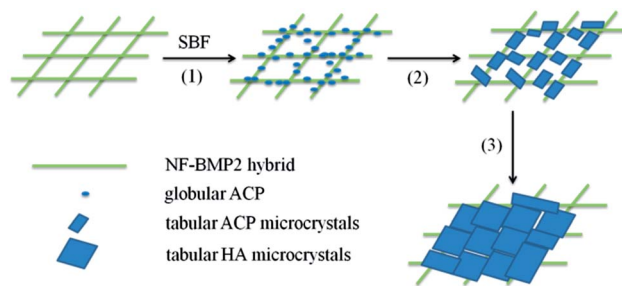 SBF
(1)
(2)
(3)
NF-BMP2 hybrid
globular ACP
tabular ACP microcrystals
tabular HA microcrystals